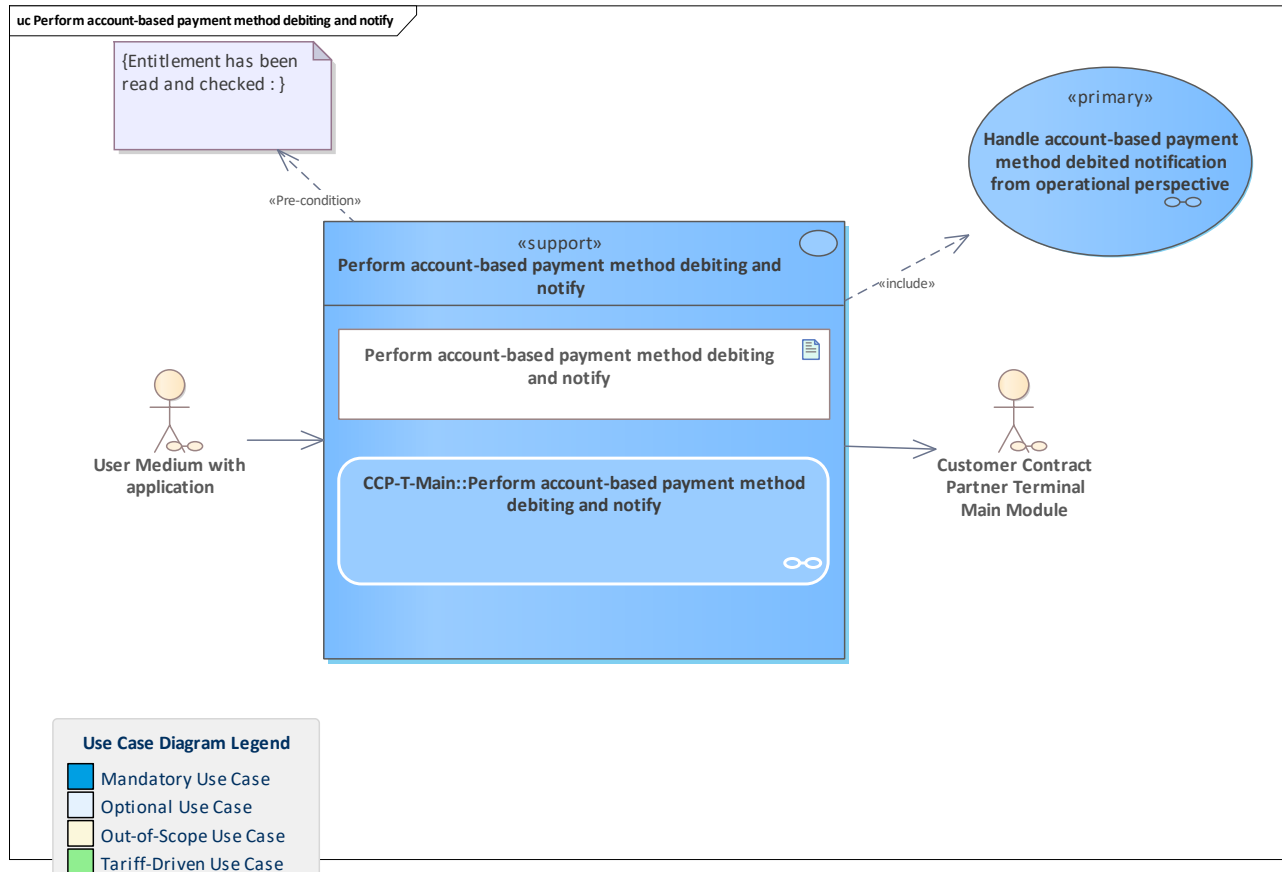 uc Perform account-based payment method debiting and notify
{Entitlement has been
read and checked : }
«primary»
Handle account-based payment
method debited notification
from operational perspective
«Pre-condition»
«support»
Perform account-based payment method debiting and
notify
«include»
Perform account-based payment method debiting
and notify
User Medium with
application
CCP-T-Main::Perform account-based payment method
debiting and notify
Customer Contract
Partner Terminal
Main Module
Use Case Diagram Legend
Mandatory Use Case
Optional Use Case
Out-of-Scope Use Case
Tariff-Driven Use Case